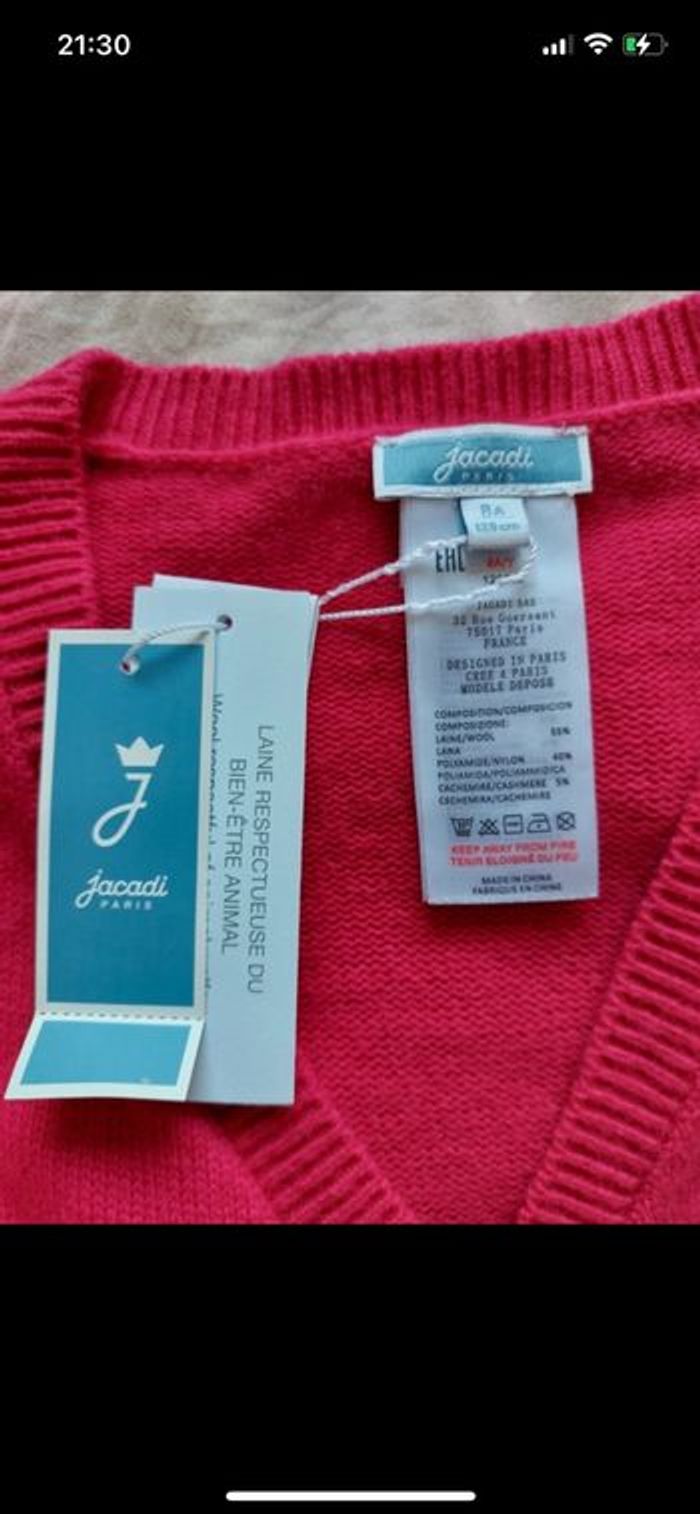 21:30
jacadi
PARIS
8A
128 cm
EAC
JACADI SAS
32 Rue Guersant
75017 Paris
FRANCE
DESIGNED IN PARIS
CREE A PARIS
MODELE DEPOSE
COMPOSITION/COMPOSICION
COMPOSIZIONE:
LAINE/WOOL 55%
LANA
POLYAMIDE/NYLON 40%
POLIAMIDA/POLIAMMIDICA
CACHEMIRE/CASHMERE 5%
CACHEMIRA/CACHEMIRE
KEEP AWAY FROM FIRE
TENIR ELOIGNÉ DU FEU
MADE IN CHINA
FABRIQUE EN CHINE
J
jacadi
PARIS
LAINE RESPECTUEUSE DU
BIEN-ÊTRE ANIMAL